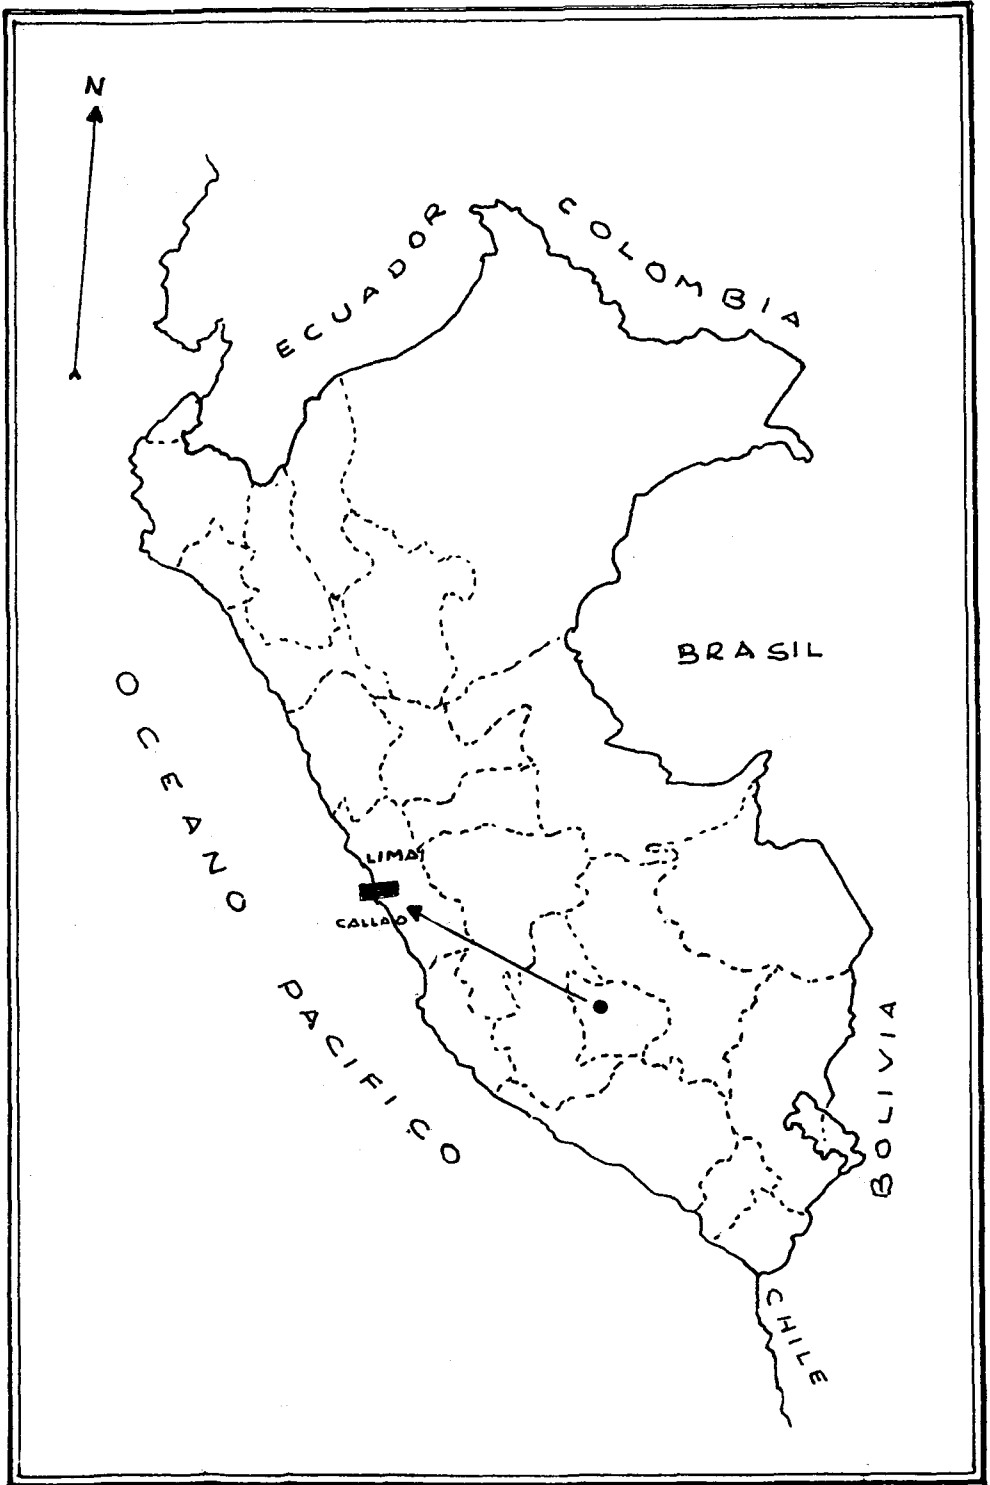 N
ECUADOR
COLOMBIA
BRASIL
OCEANO PACIFICO
LIMA
CALLAO
BOLIVIA
CHILE